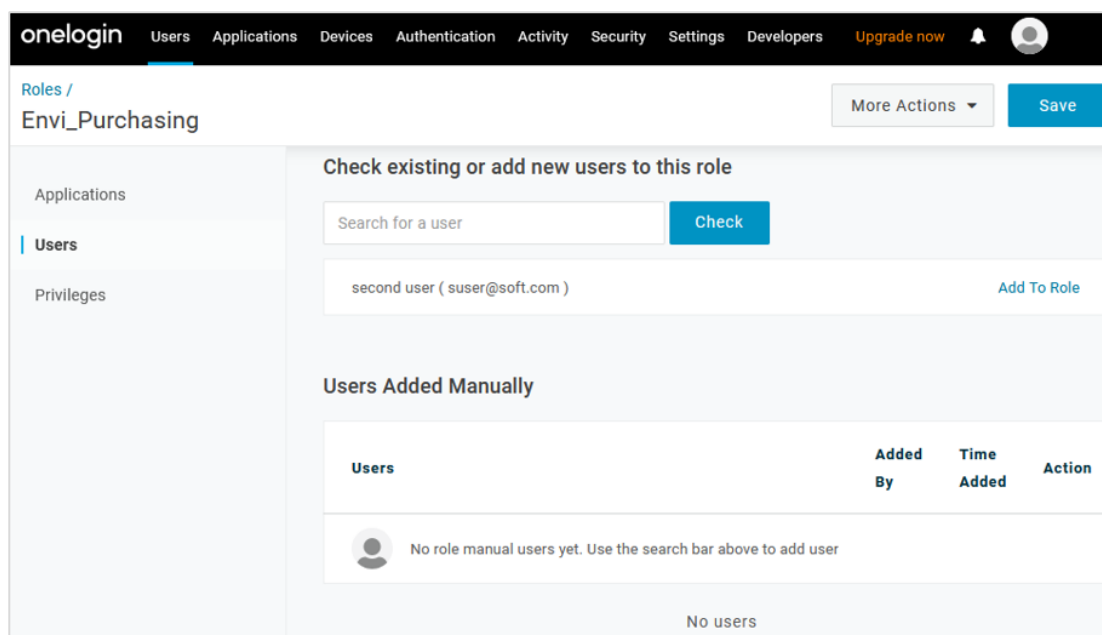 onelogin Users Applications Devices Authentication Activity Security Settings Developers Upgrade now
Roles /
Envi_Purchasing
More Actions
Save
Applications
Users
Privileges
Check existing or add new users to this role
Search for a user
Check
second user ( suser@soft.com )
Add To Role
Users Added Manually
Users
Added
By
Time
Added
Action
No role manual users yet. Use the search bar above to add user
No users